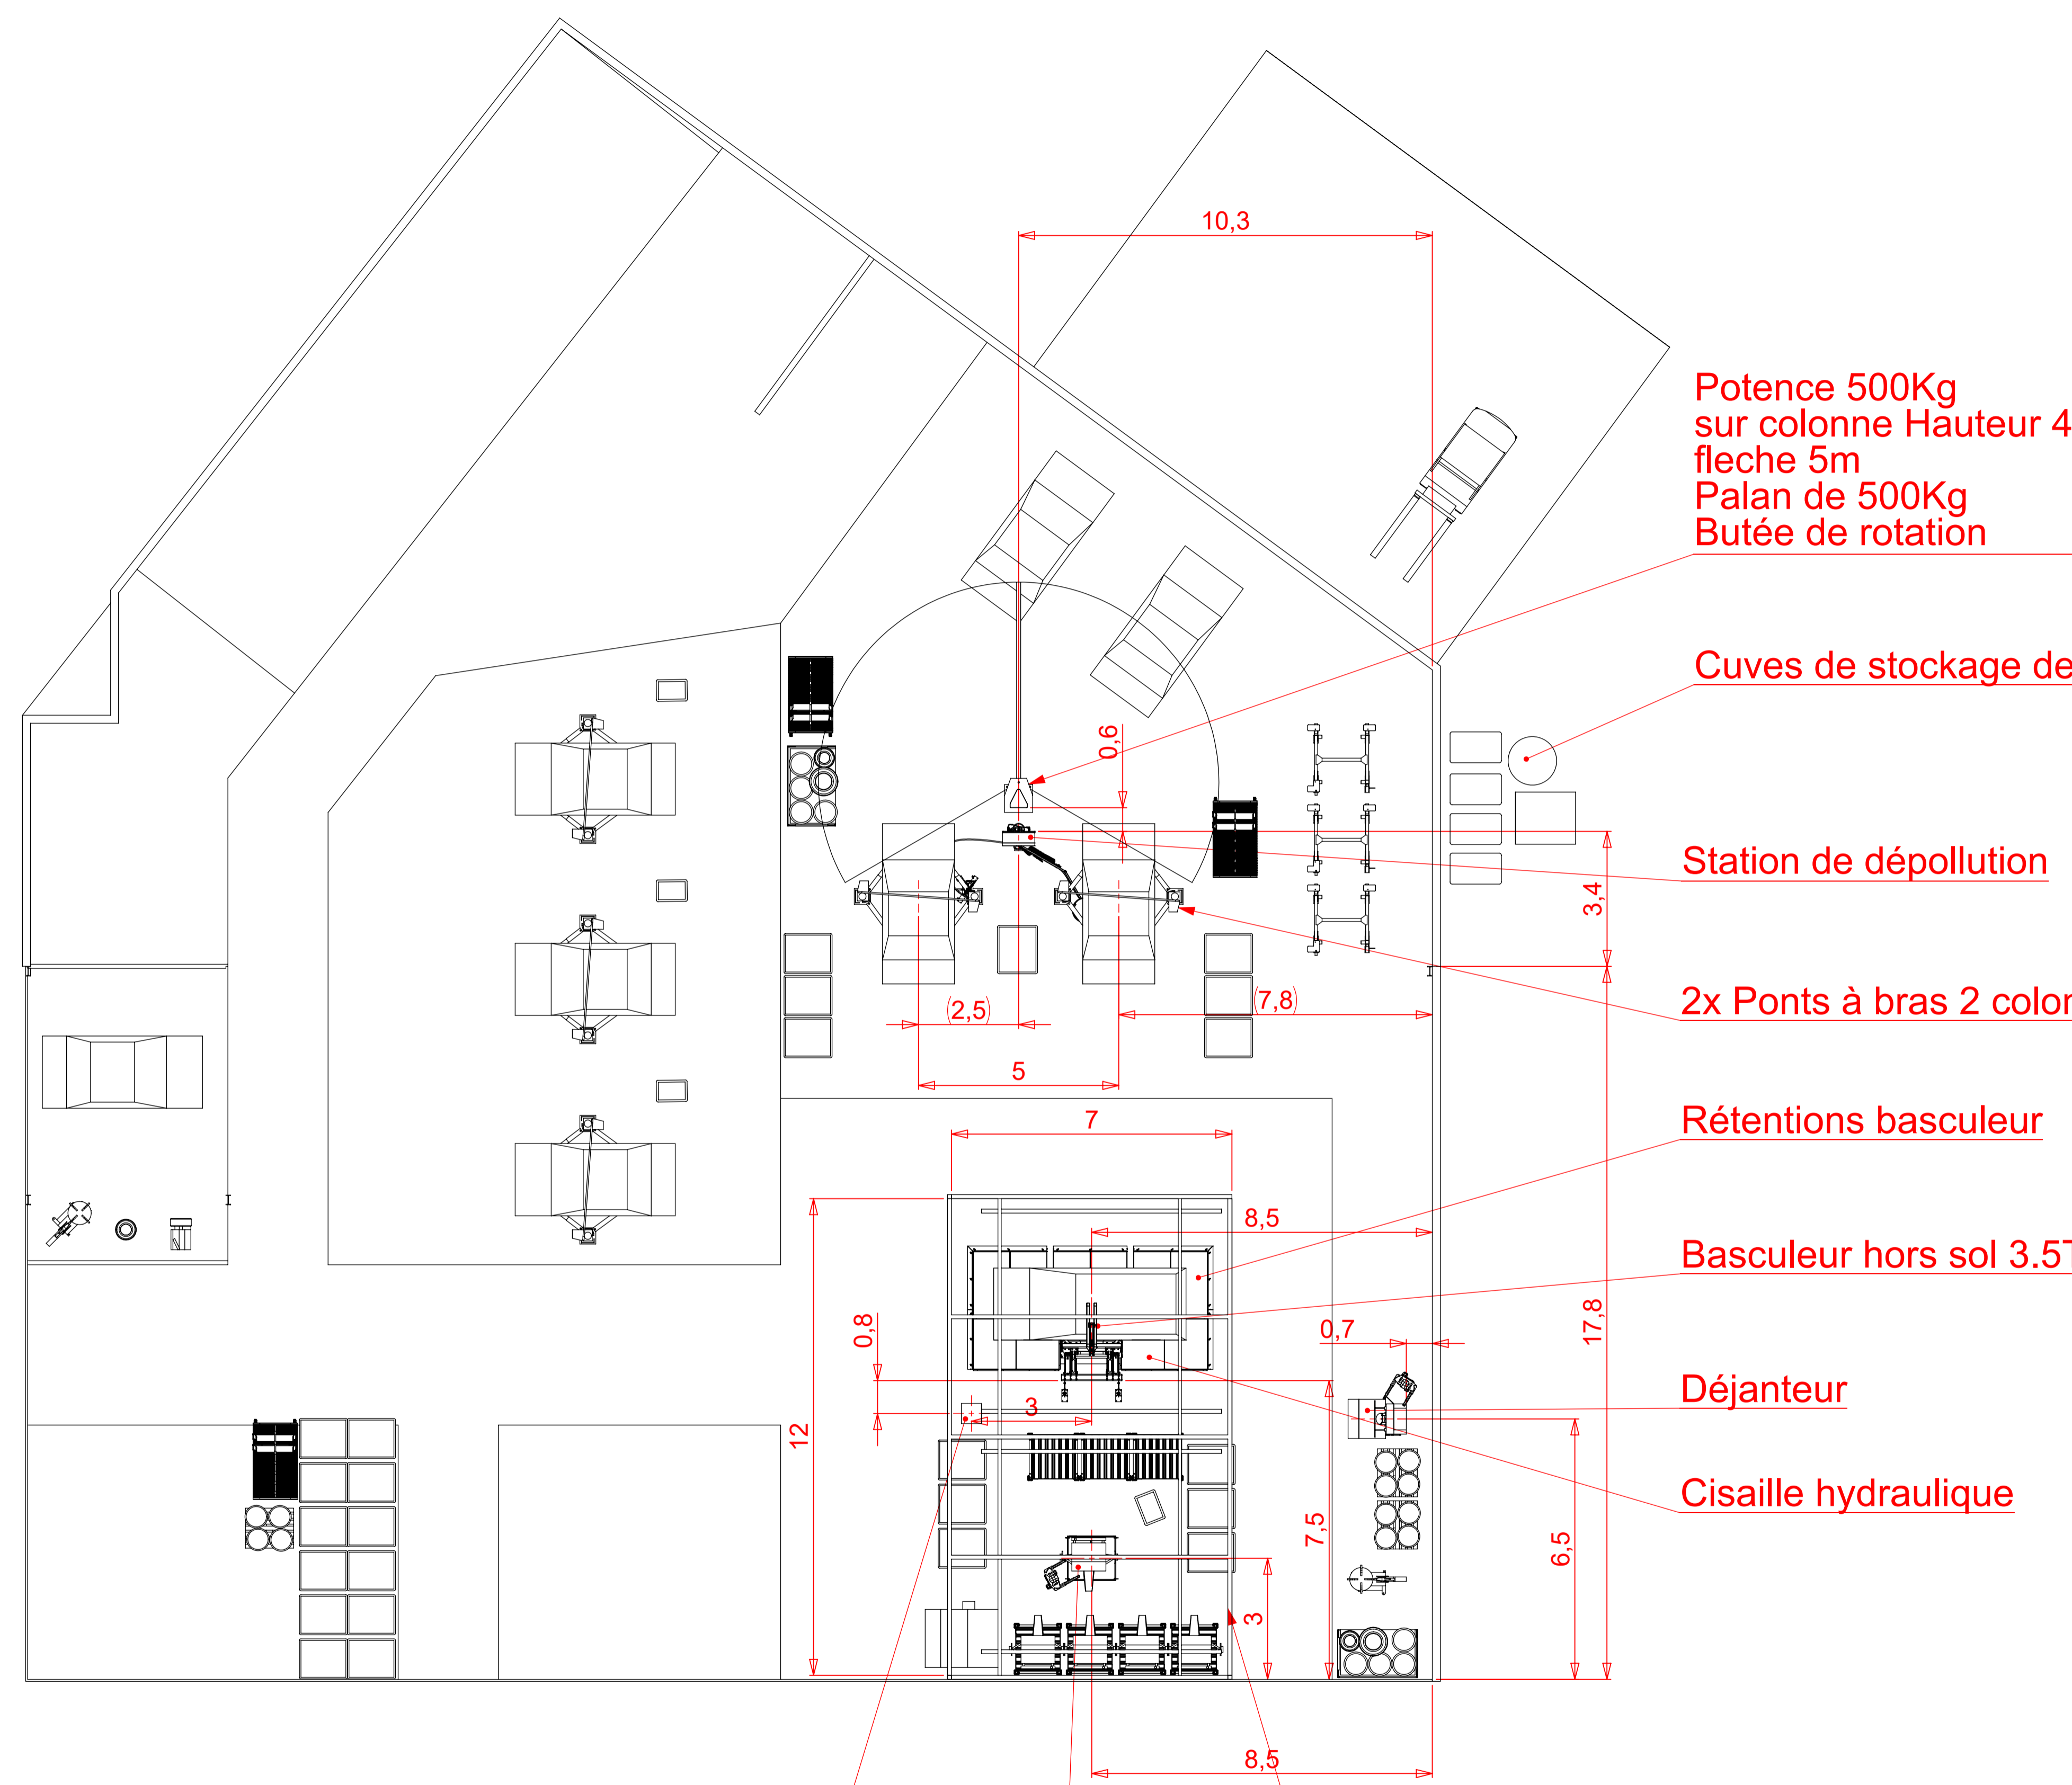 10,3
Potence 500Kg
sur colonne Hauteur 4
fleche 5m
Palan de 500Kg
Butée de rotation
Cuves de stockage de
0,6
Station de dépollution
3,4
2x Ponts à bras 2 colon
(2,5)
(7,8)
5
7
Rétentions basculeur
8,5
Basculeur hors sol 3.5T
17,8
0,8
0,7
Déjanteur
3
12
Cisaille hydraulique
7,5
6,5
3
8,5